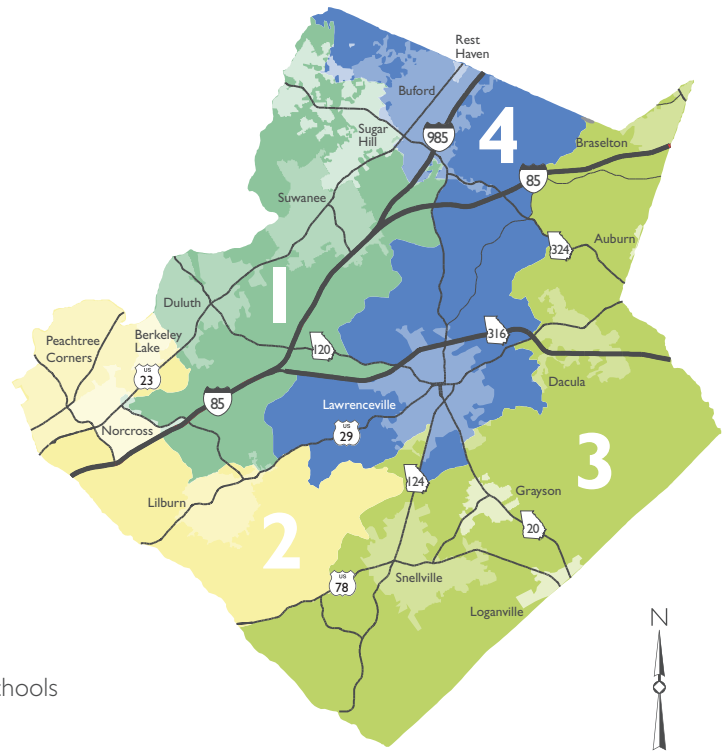 Rest
Haven
Buford
4
985
Sugar
Hill
Braselton
85
Suwanee
324
Auburn
1
Duluth
316
Peachtree
Corners
Berkeley
Lake
120
US
23
Dacula
85
Lawrenceville
US
29
Norcross
3
124
Grayson
Lilburn
2
20
US
78
Snellville
Loganville
N
chools